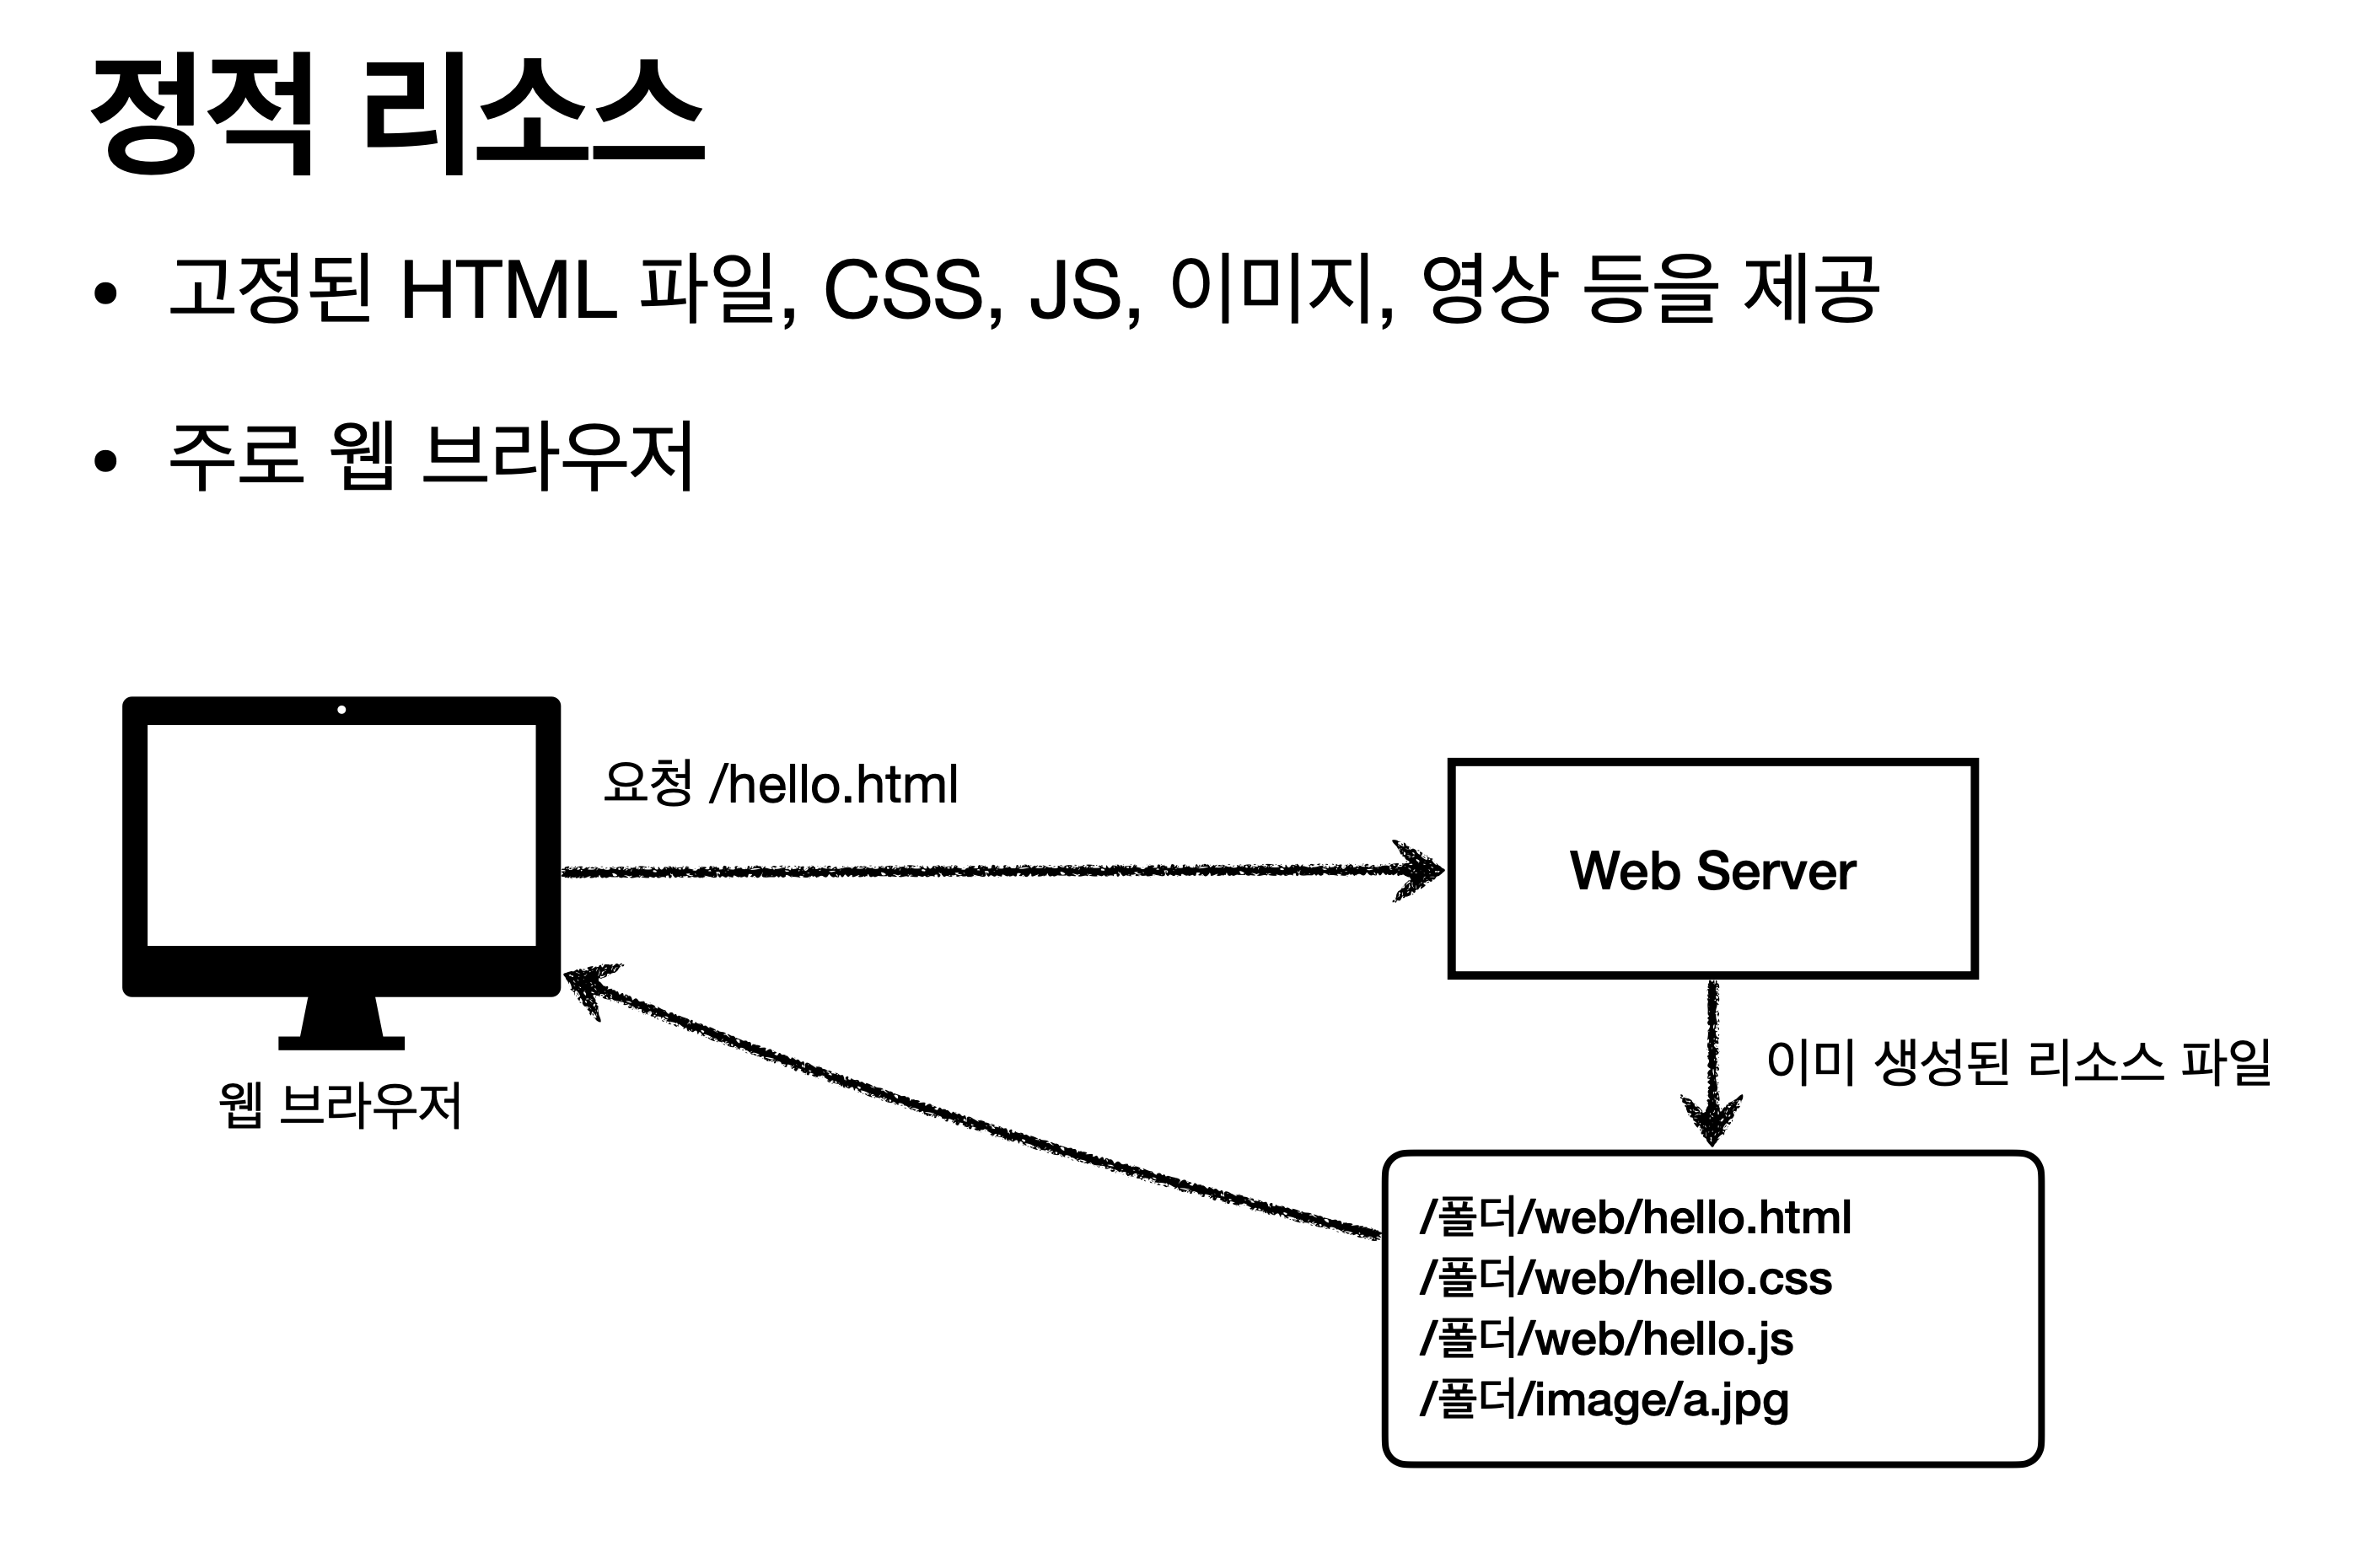 정적 리소스
• 고정된 HTML 파일, CSS, JS, 이미지, 영상 등을 제공
• 주로 웹 브라우저
요청 /hello.html
Web Server
이미 생성된 리소스 파일
웹 브라우저
/폴더/web/hello.html
/폴더/web/hello.css
/폴더/web/hello.js
/폴더/image/a.jpg